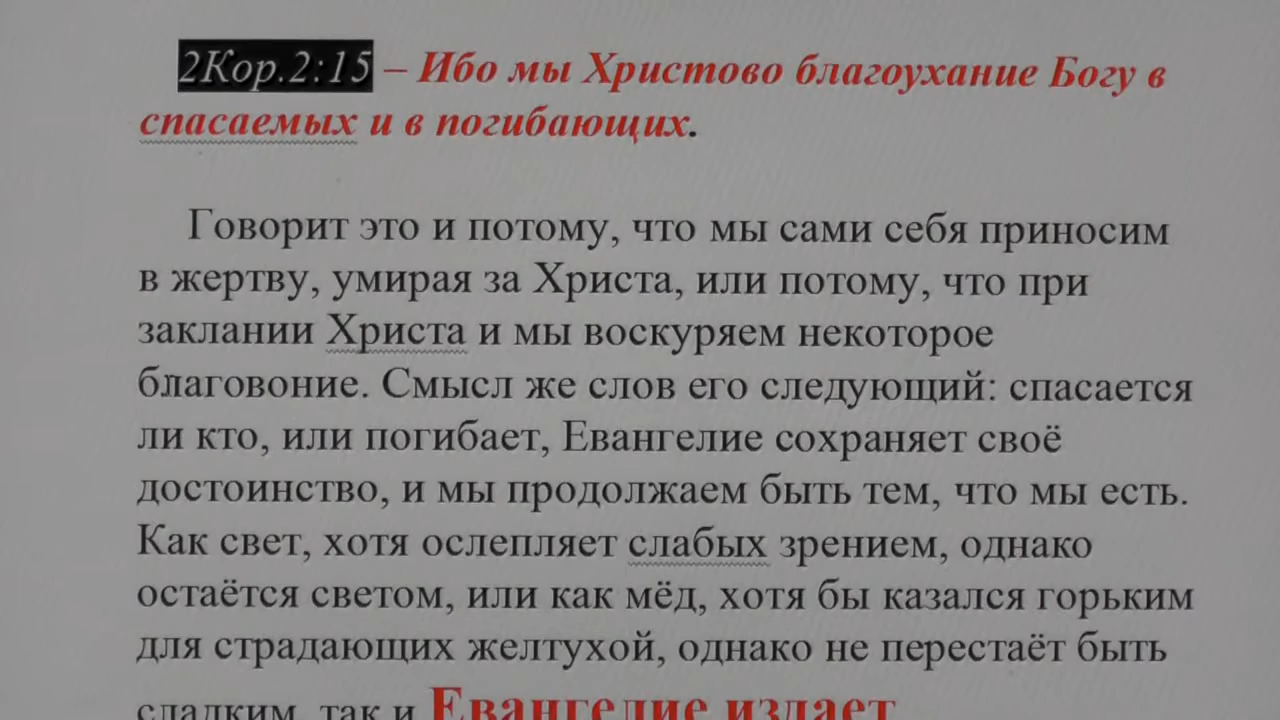 2Кор.2:15 – Ибо мы Христово благоухание Богу в
спасаемых и в погибающих.
Говорит это и потому, что мы сами себя приносим
в жертву, умирая за Христа, или потому, что при
заклании Христа и мы воскуряем некоторое
благовоние. Смысл же слов его следующий: спасается
ли кто, или погибает, Евангелие сохраняет своё
достоинство, и мы продолжаем быть тем, что мы есть.
Как свет, хотя ослепляет слабых зрением, однако
остаётся светом, или как мёд, хотя бы казался горьким
для страдающих желтухой, однако не перестаёт быть
сладким, так и Евангелие издает